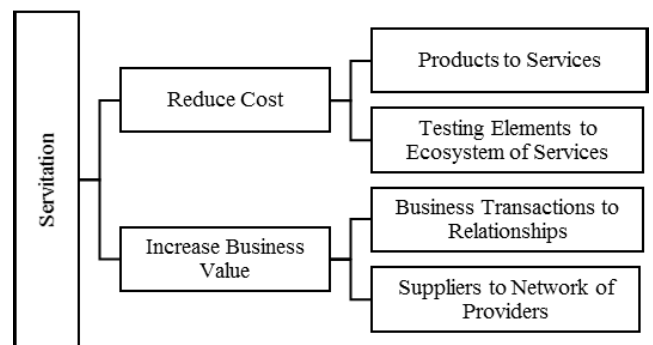 Servitation
Reduce Cost
Products to Services
Testing Elements to
Ecosystem of Services
Increase Business
Value
Business Transactions to
Relationships
Suppliers to Network of
Providers